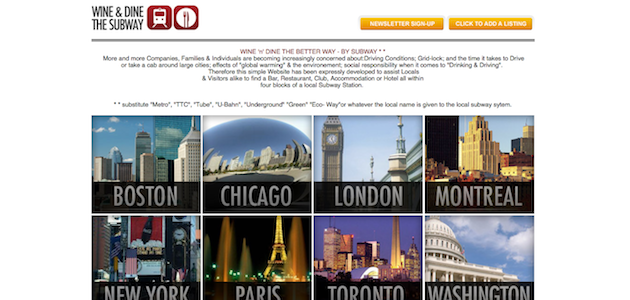 WINE & DINE
THE SUBWAY
NEWSLETTER SIGN-UP
CLICK TO ADD A LISTING
WINE 'n' DINE THE BETTER WAY - BY SUBWAY * *
More and more Companies, Families & Individuals are becoming increasingly concerned about:Driving Conditions; Grid-lock; and the time it takes to Drive
or take a cab around large cities; effects of "global warming" & the environement; social responsibility when it comes to "Drinking & Driving".
Therefore this simple Website has been expressly developed to assist Locals
& Visitors alike to find a Bar, Restaurant, Club, Accommodation or Hotel all within
four blocks of a local Subway Station.
* * substitute "Metro", "TTC", "Tube", "U-Bahn", "Underground" "Green" "Eco- Way"or whatever the local name is given to the local subway sytem.
BOSTON
CHICAGO
LONDON
MONTREAL
NEW YORK
PARIS
TORONTO
WASHINGTON